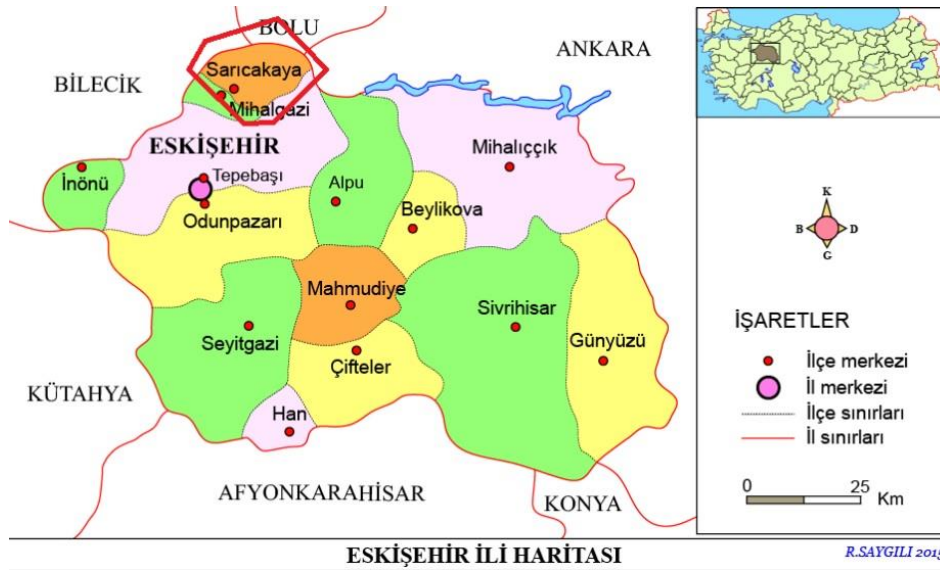 BOLU
ANKARA
BİLECİK
Sarıcakaya
Mihalgazi
ESKİŞEHİR
Mihalıççık
İnönü
Tepebaşı
Alpu
Odunpazarı
Beylikova
K
B
D
G
Mahmudiye
Sivrihisar
Seyitgazi
Günyüzü
Çifteler
KÜTAHYA
Han
AFYONKARAHİSAR
KONYA
İŞARETLER
İlçe merkezi
İl merkezi
İlçe sınırları
İl sınırları
0 25
Km
ESKİŞEHİR İLİ HARİTASI
R.SAYGILI 2015